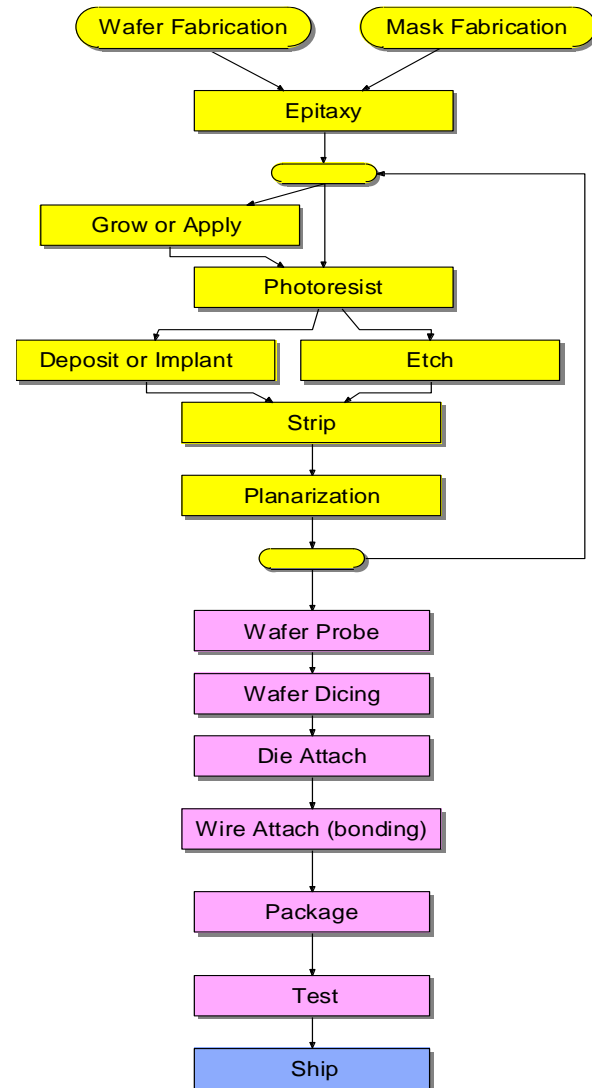 Wafer Fabrication
Mask Fabrication
Epitaxy
Grow or Apply
Photoresist
Deposit or Implant
Etch
Strip
Planarization
Wafer Probe
Wafer Dicing
Die Attach
Wire Attach (bonding)
Package
Test
Ship